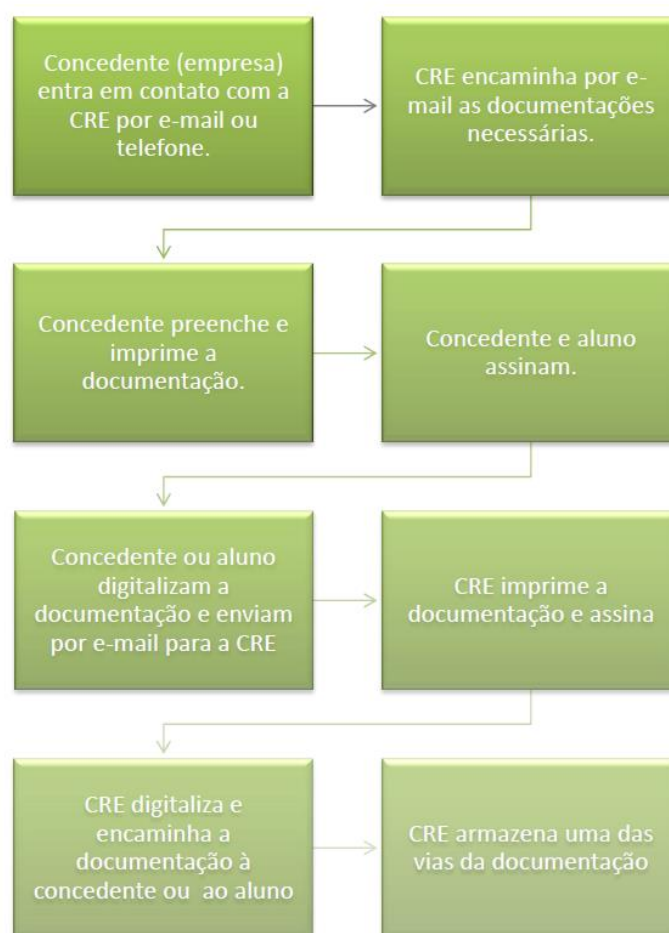 Concedente (empresa)
entra em contato com a
CRE por e-mail ou
telefone.
CRE encaminha por e-
mail as documentações
necessárias.
Concedente preenche e
imprime a
documentação.
Concedente e aluno
assinam.
Concedente ou aluno
digitalizam a
documentação e enviam
por e-mail para a CRE
CRE imprime a
documentação e assina
CRE digitaliza e
encaminha a
documentação à
concedente ou ao aluno
CRE armazena uma das
vias da documentação